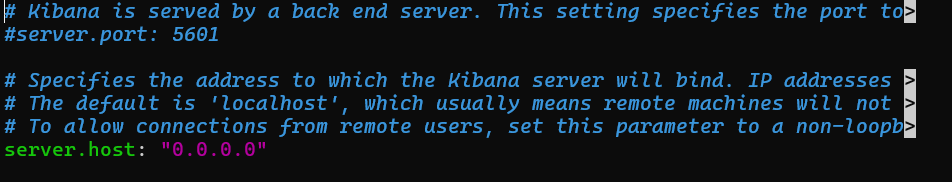 # Kibana is served by a back end server. This setting specifies the port to>
#server.port: 5601
# Specifies the address to which the Kibana server will bind. IP addresses >
# The default is 'localhost', which usually means remote machines will not >
# To allow connections from remote users, set this parameter to a non-loopb>
server.host: "0.0.0.0"